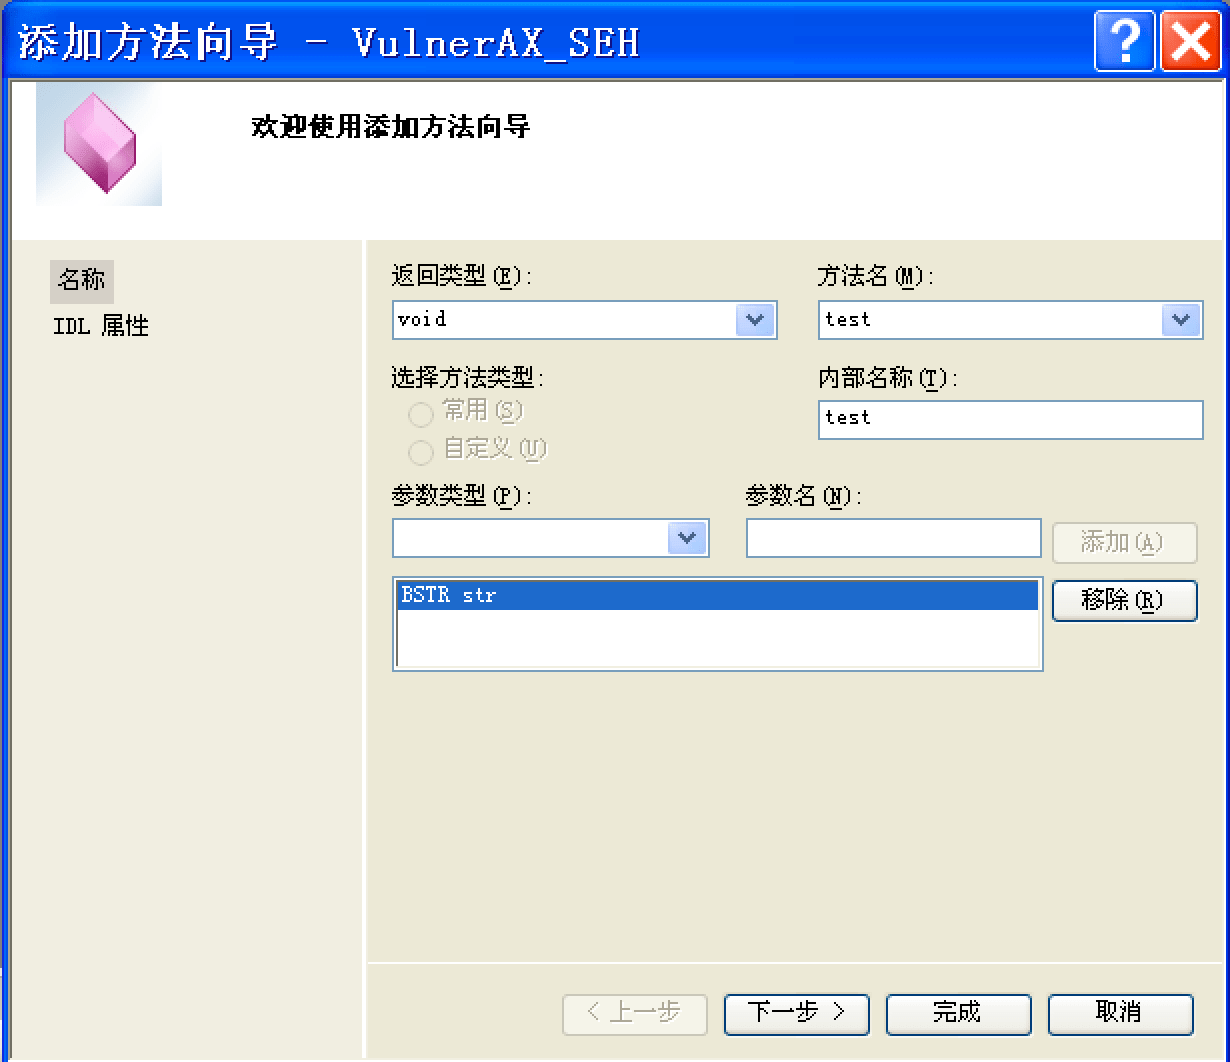 添加方法向导 - VulnerAX_SEH
欢迎使用添加方法向导
名称
IDL 属性
返回类型(E):
方法名(M):
void
test
选择方法类型:
内部名称(T):
常用(S)
test
自定义(U)
参数类型(P):
参数名(N):
添加(A)
BSTR str
移除(R)
< 上一步
下一步 >
完成
取消